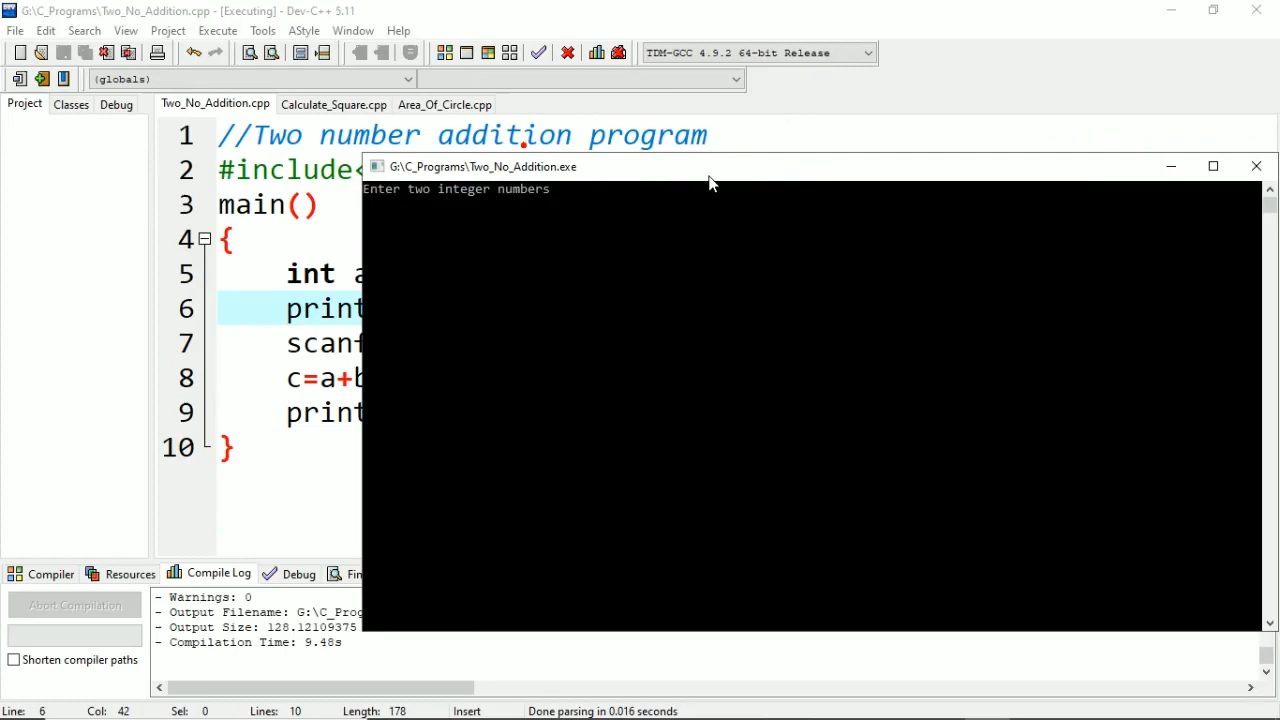 G:\C_Programs\Two_No_Addition.cpp - [Executing] - Dev-C++ 5.11
File Edit Search View Project Execute Tools AStyle Window Help
TDM-GCC 4.9.2 64-bit Release
(globals)
Project Classes Debug Two_No_Addition.cpp Calculate_Square.cpp Area_Of_Circle.cpp
1 //Two number addition program
2 #include<
3 main()
4 {
5 int a
6 print
7 scanf
8 c=a+b
9 print
10 }
G:\C_Programs\Two_No_Addition.exe
Enter two integer numbers
Compiler Resources Compile Log Debug Fin
Abort Compilation
Shorten compiler paths
- Warnings: 0
- Output Filename: G:\C_Prog
- Output Size: 128.12109375
- Compilation Time: 9.48s
Line: 6 Col: 42 Sel: 0 Lines: 10 Length: 178 Insert Done parsing in 0.016 seconds